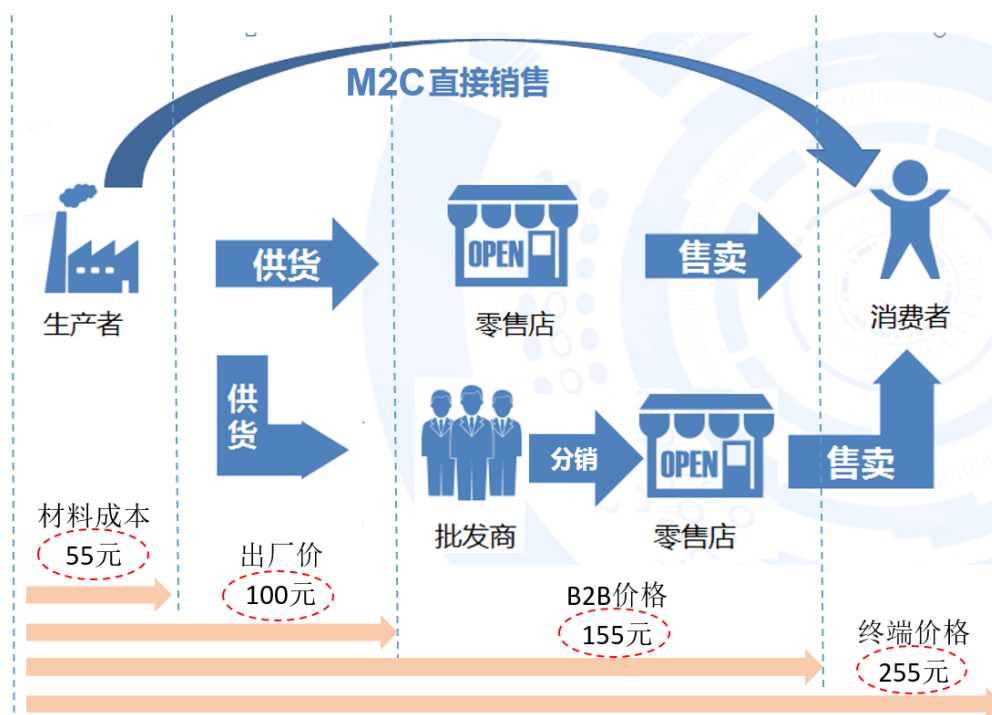 M2C直接销售
供货
OPEN
售卖
生产者
零售店
消费者
供货
分销
OPEN
售卖
批发商
零售店
材料成本
55元
出厂价
100元
B2B价格
155元
终端价格
255元